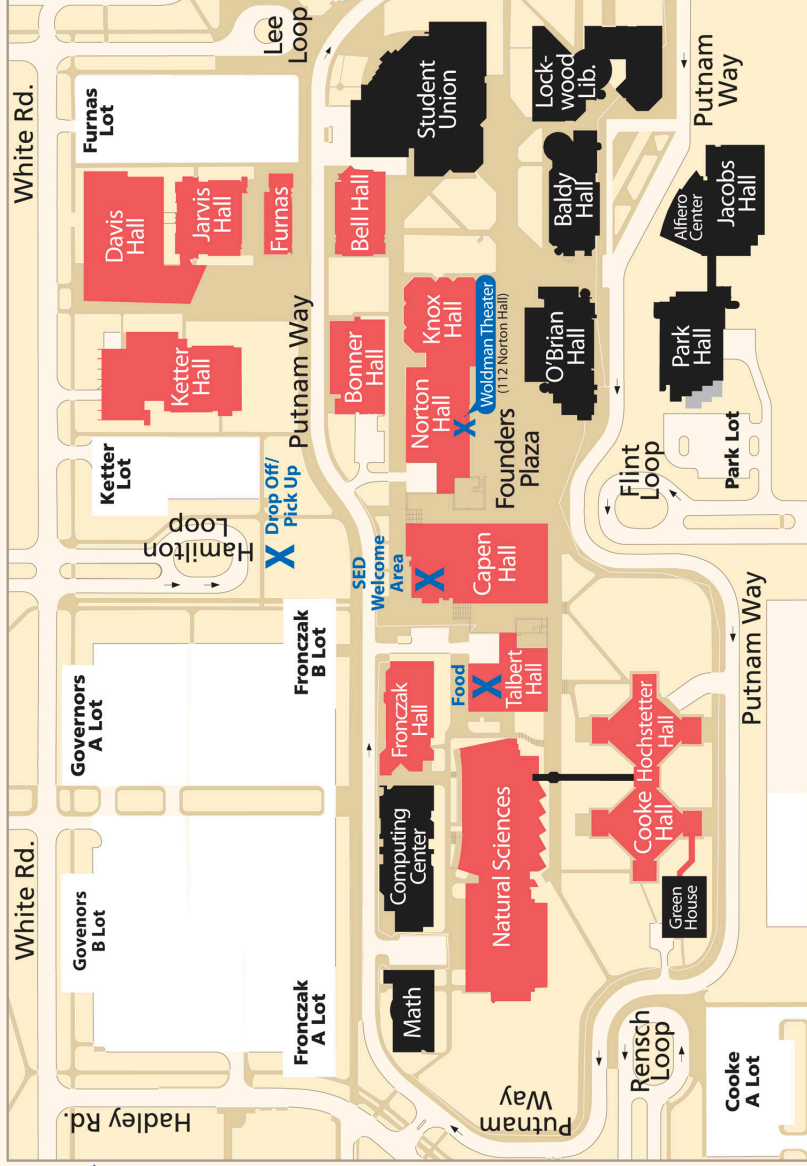 White Rd.
White Rd.
Hadley Rd.
Govenors
B Lot
Governors
A Lot
Ketter
Lot
Furnas
Lot
Lee
Loop
Davis
Hall
Jarvis
Hall
Furnas
Ketter
Hall
Hamilton
Loop
Drop Off/
Pick Up
Fronczak
A Lot
Fronczak
B Lot
Putnam Way
SED
Welcome
Area
Bonner
Hall
Bell Hall
Student
Union
Math
Computing
Center
Fronczak
Hall
Food
Talbert
Hall
Capen
Hall
Norton
Hall
Knox
Hall
Woldman Theater
(112 Norton Hall)
Founders
Plaza
Natural Sciences
Putnam
Way
O'Brian
Hall
Baldy
Hall
Lock-
wood
Lib.
Putnam
Way
Green
House
Cooke
Hall
Hochstetter
Hall
Flint
Loop
Park
Hall
Alfiero
Center
Jacobs
Hall
Park Lot
Rensch
Loop
Putnam Way
Cooke
A Lot